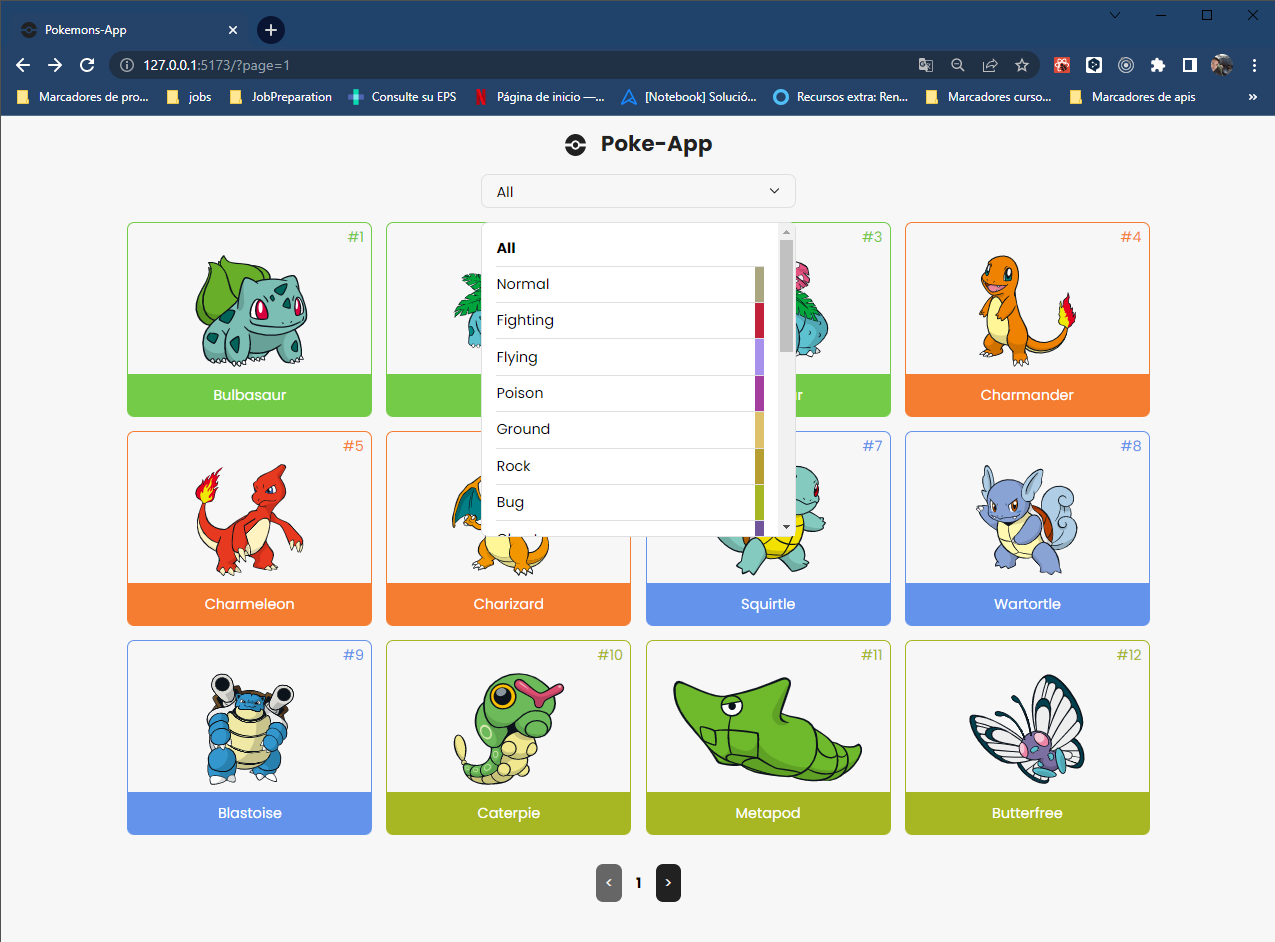 Pokemons-App
127.0.0.1:5173/?page=1
Marcadores de pro... jobs JobPreparation Consulte su EPS Página de inicio —... [Notebook] Solució... Recursos extra: Ren... Marcadores curso... Marcadores de apis »
Poke-App
All
#1 #3 #4
All
Normal
Fighting
Flying
Poison
Ground
Rock
Bug
Bulbasaur Charmander
#5 #7 #8
Charmeleon Charizard Squirtle Wartortle
#9 #10 #11 #12
Blastoise Caterpie Metapod Butterfree
< 1 >